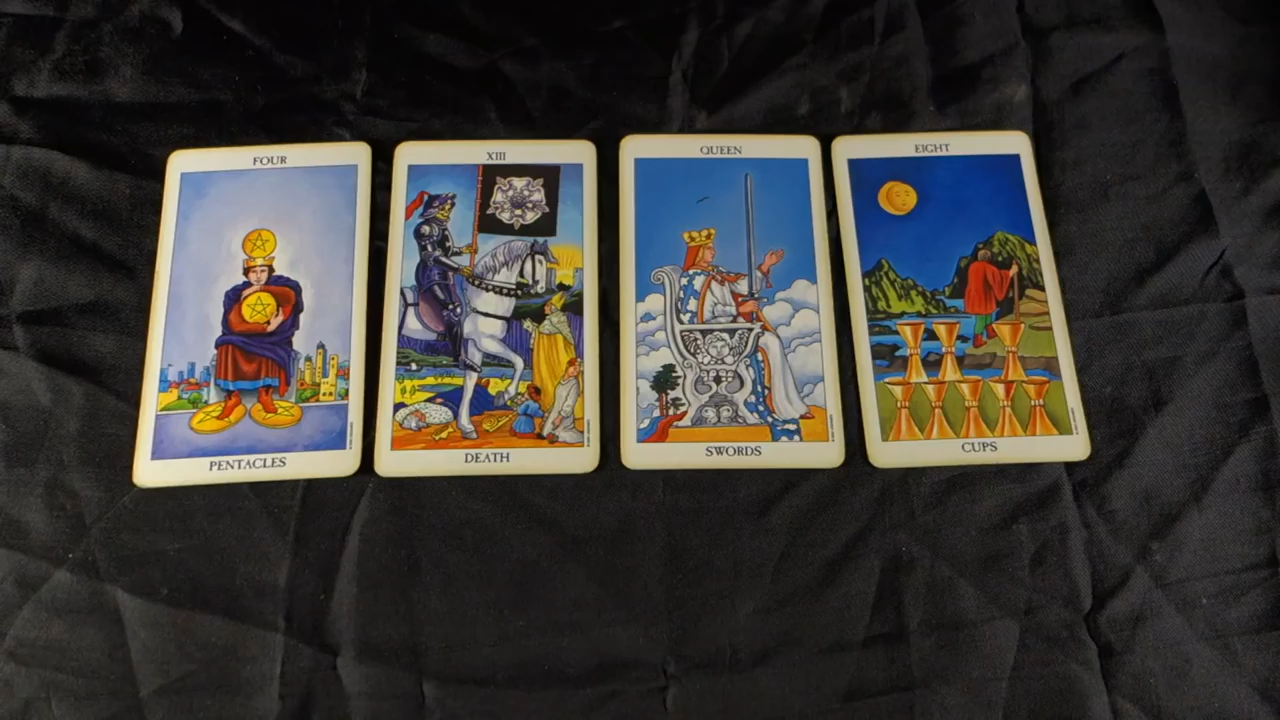 FOUR
PENTACLES
XIII
DEATH
QUEEN
SWORDS
EIGHT
CUPS